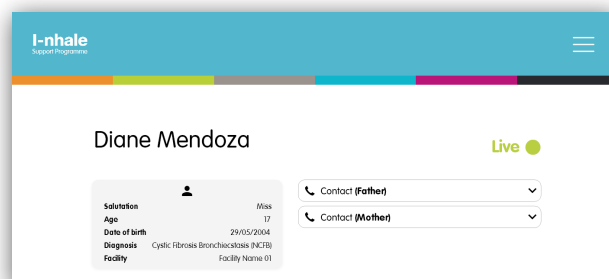 I-nhale
Support Programme
Diane Mendoza
Live
Salutation Miss
Age 17
Date of birth 29/05/2004
Diagnosis Cystic Fibrosis Bronchiecstasis (NCFB)
Facility Facility Name 01
Contact (Father)
Contact (Mother)